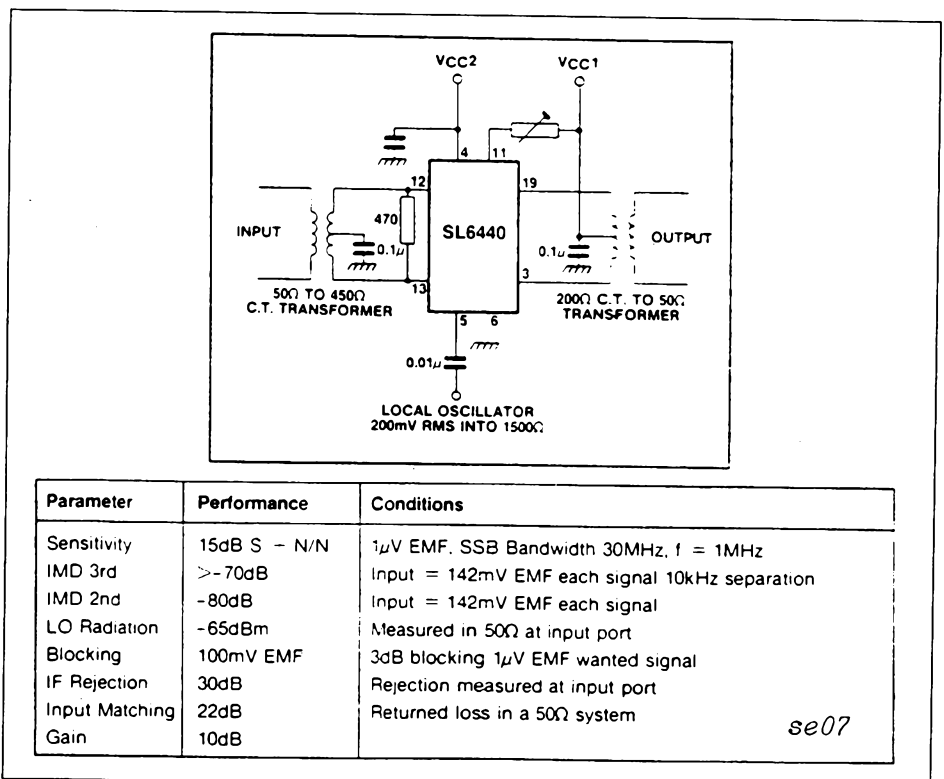 VCC2
VCC1
4
11
12
19
470
SL6440
INPUT
0.1μ
0.1μ
OUTPUT
13
3
50Ω TO 450Ω
C.T. TRANSFORMER
200Ω C.T. TO 50Ω
TRANSFORMER
5
6
0.01μ
LOCAL OSCILLATOR
200mV RMS INTO 1500Ω
Parameter Performance Conditions
Sensitivity 15dB S + N/N 1μV EMF. SSB Bandwidth 30MHz, f = 1MHz
IMD 3rd >-70dB Input = 142mV EMF each signal 10kHz separation
IMD 2nd -80dB Input = 142mV EMF each signal
LO Radiation -65dBm Measured in 50Ω at input port
Blocking 100mV EMF 3dB blocking 1μV EMF wanted signal
IF Rejection 30dB Rejection measured at input port
Input Matching 22dB Returned loss in a 50Ω system
Gain 10dB
se07